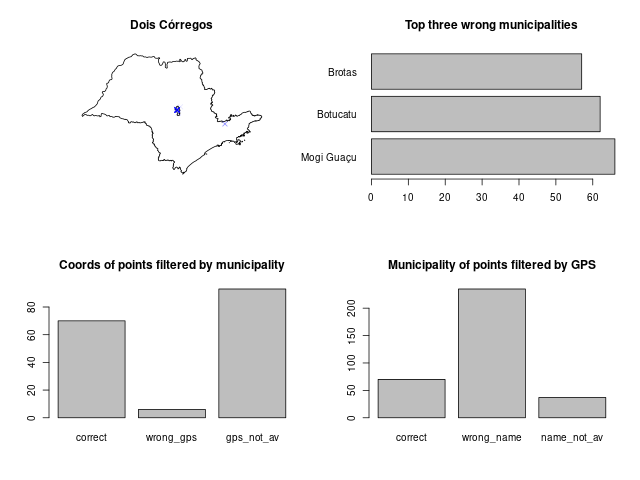 Dois Córregos
Top three wrong municipalities
Brotas
Botucatu
Mogi Guaçu
0 10 20 30 40 50 60
Coords of points filtered by municipality
80
60
40
20
0
correct wrong_gps gps_not_av
Municipality of points filtered by GPS
200
150
100
50
0
correct wrong_name name_not_av